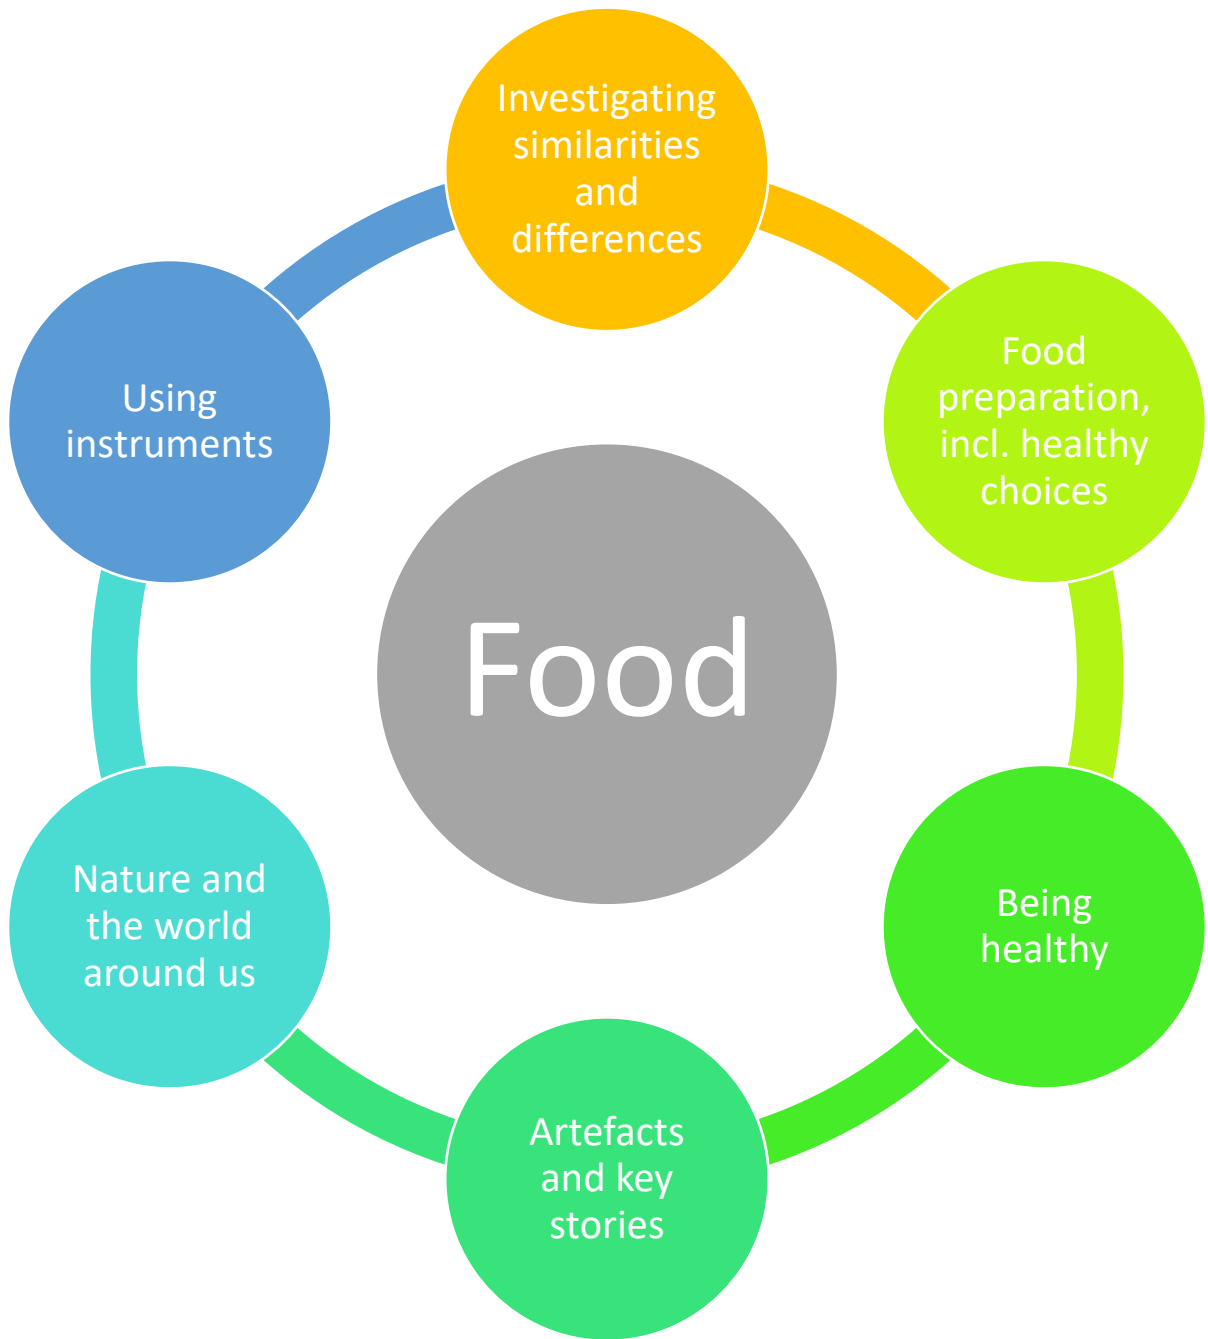 Investigating
similarities
and
differences
Food
preparation,
incl. healthy
choices
Being
healthy
Artefacts
and key
stories
Nature and
the world
around us
Using
instruments
Food